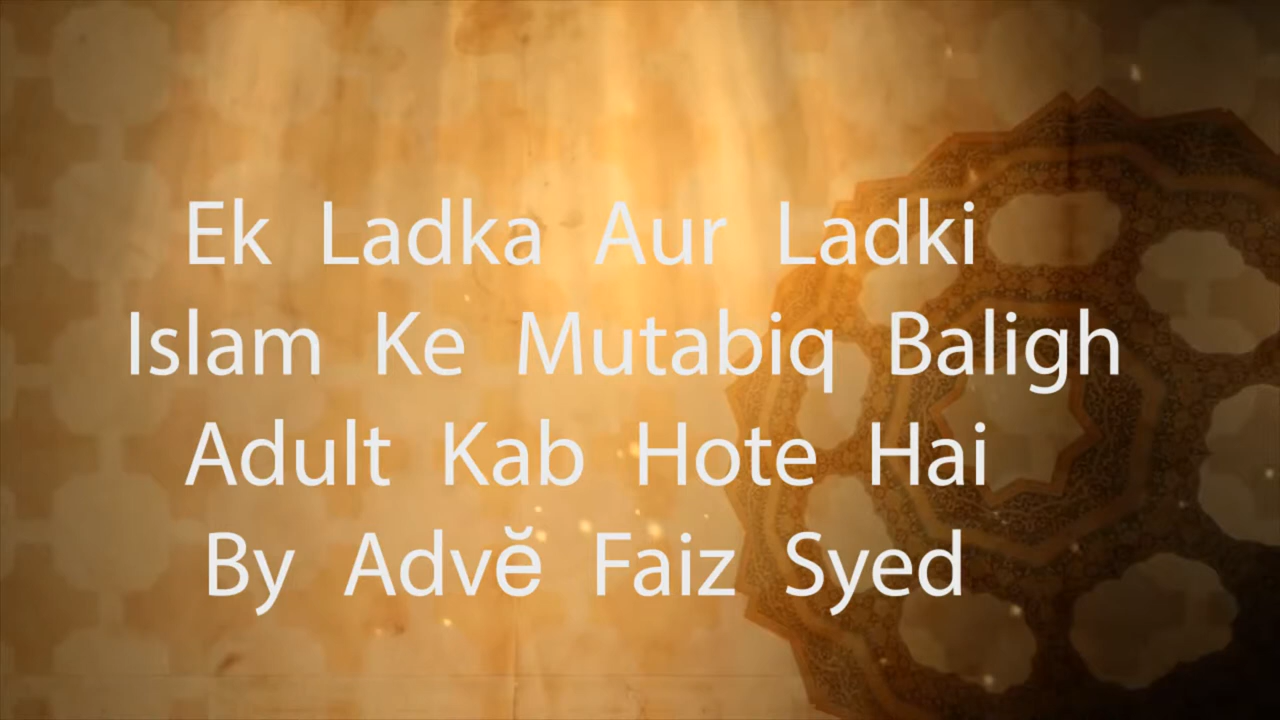 Ek Ladka Aur Ladki
Islam Ke Mutabiq Baligh
Adult Kab Hote Hai
By Advĕ Faiz Syed